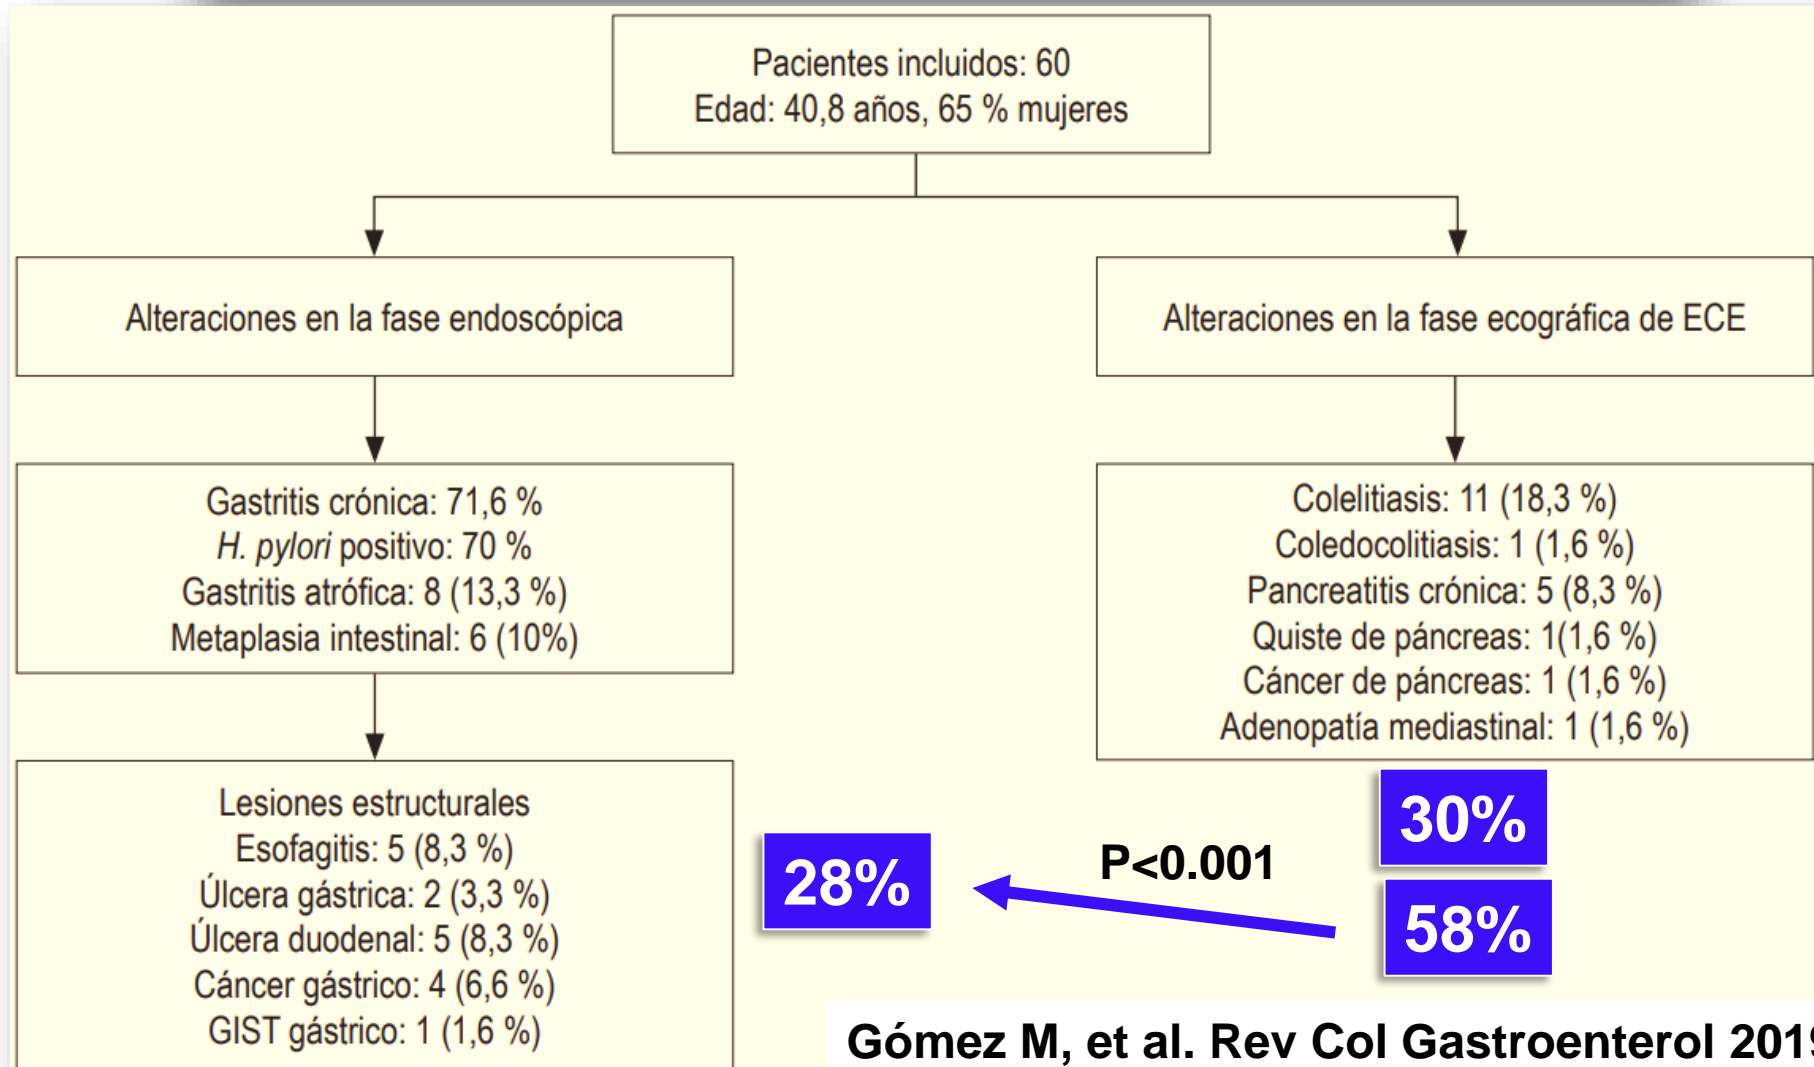 Pacientes incluidos: 60
Edad: 40,8 años, 65 % mujeres
Alteraciones en la fase endoscópica
Alteraciones en la fase ecográfica de ECE
Gastritis crónica: 71,6 %
H. pylori positivo: 70 %
Gastritis atrófica: 8 (13,3 %)
Metaplasia intestinal: 6 (10%)
Colelitiasis: 11 (18,3 %)
Coledocolitiasis: 1 (1,6 %)
Pancreatitis crónica: 5 (8,3 %)
Quiste de páncreas: 1(1,6 %)
Cáncer de páncreas: 1 (1,6 %)
Adenopatía mediastinal: 1 (1,6 %)
Lesiones estructurales
Esofagitis: 5 (8,3 %)
Úlcera gástrica: 2 (3,3 %)
Úlcera duodenal: 5 (8,3 %)
Cáncer gástrico: 4 (6,6 %)
GIST gástrico: 1 (1,6 %)
28%
P<0.001
30%
58%
Gómez M, et al. Rev Col Gastroenterol 2019